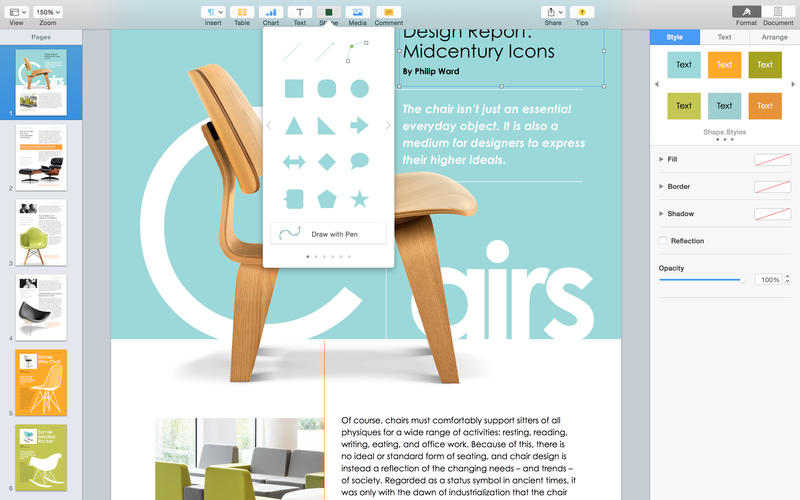 View
150%
Zoom
Insert
Table
Chart
Text
Shape
Media
Comment
Share
Tips
Format
Document
Pages
1
2
3
4
5
Eames
Wire Chair
6
Eames
Molded
Rocker
Draw with Pen
Design Report:
Midcentury Icons
By Philip Ward
The chair isn't just an essential
everyday object. It is also a
medium for designers to express
their higher ideals.
Chairs
Of course, chairs must comfortably support sitters of all
physiques for a wide range of activities: resting, reading,
writing, eating, and office work. Because of this, there is
no ideal or standard form of seating, and chair design is
instead a reflection of the changing needs – and trends –
of society. Regarded as a status symbol in ancient times, it
was only with the dawn of industrialization that the chair
Style
Text
Arrange
Text
Text
Text
Text
Text
Text
Shape Styles
Fill
Border
Shadow
Reflection
Opacity
100%